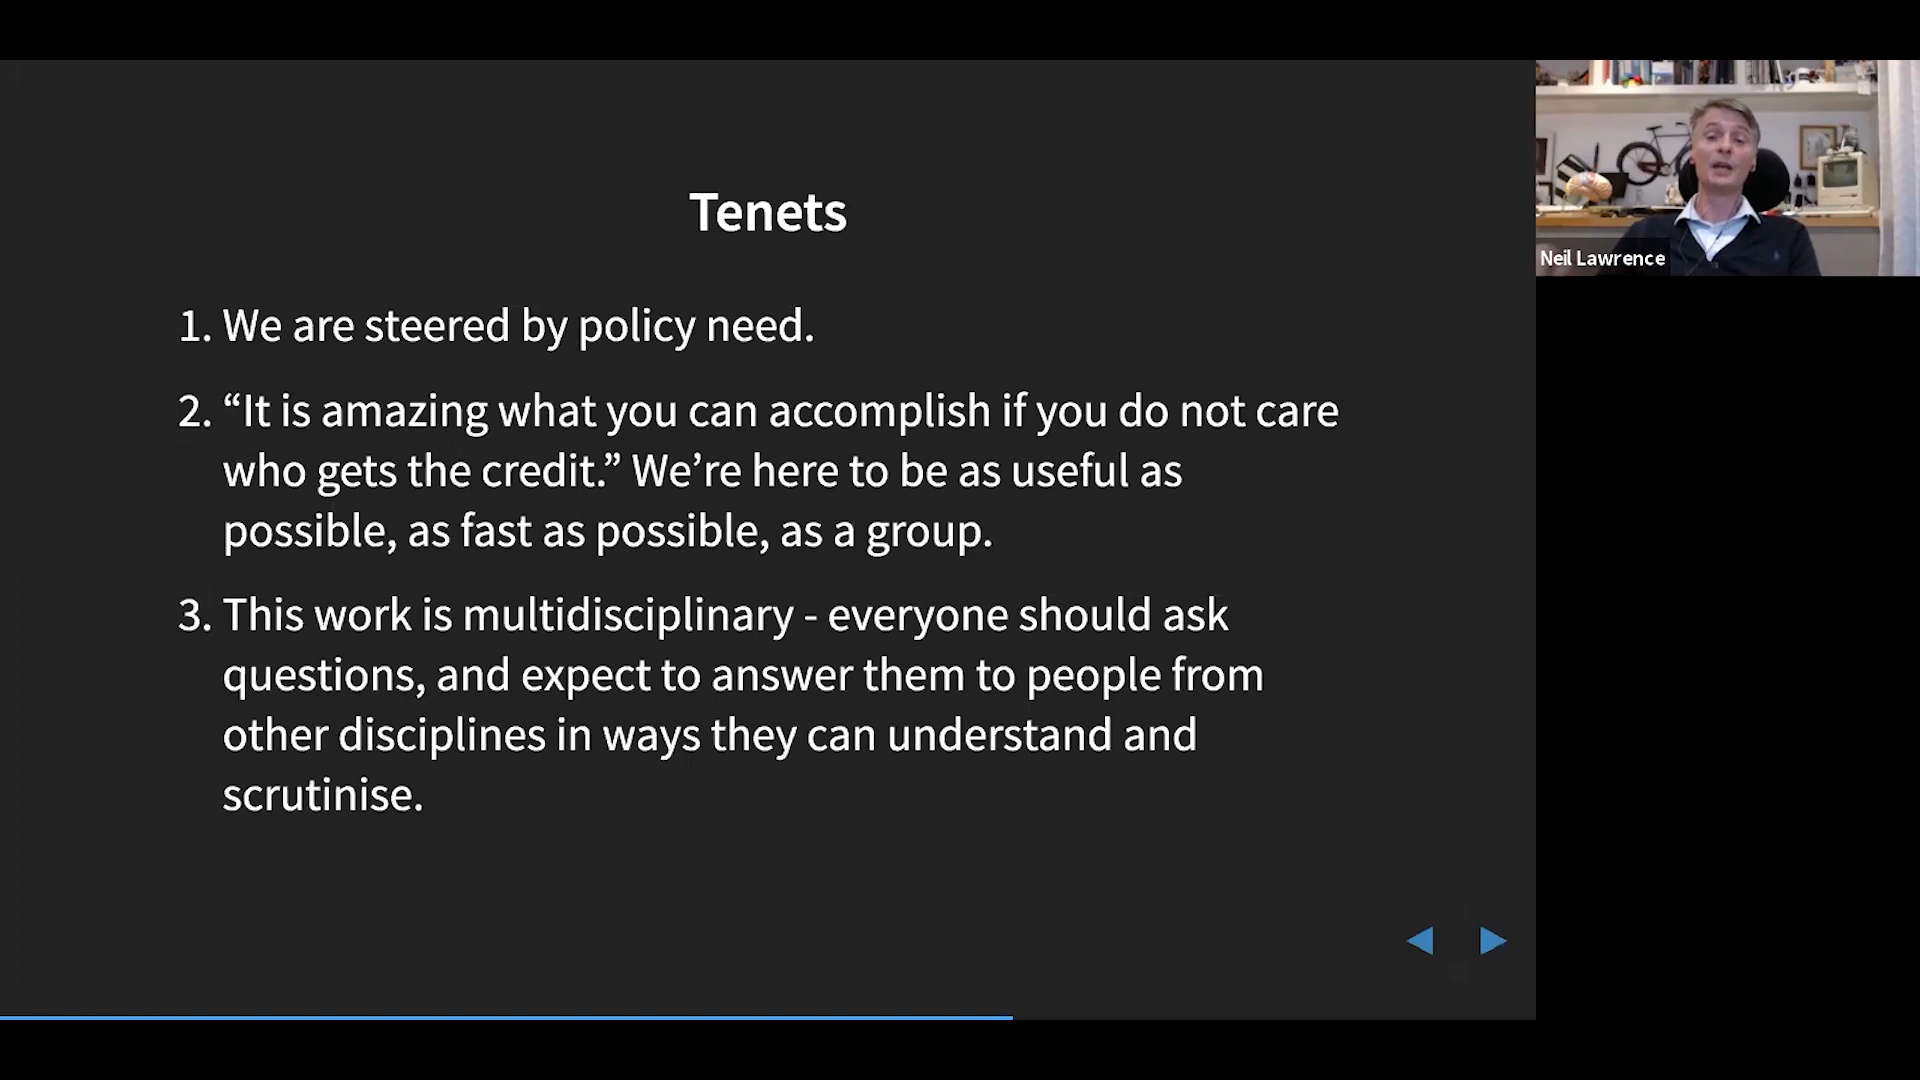 Tenets
1. We are steered by policy need.
2. “It is amazing what you can accomplish if you do not care
who gets the credit.” We’re here to be as useful as
possible, as fast as possible, as a group.
3. This work is multidisciplinary - everyone should ask
questions, and expect to answer them to people from
other disciplines in ways they can understand and
scrutinise.
Neil Lawrence